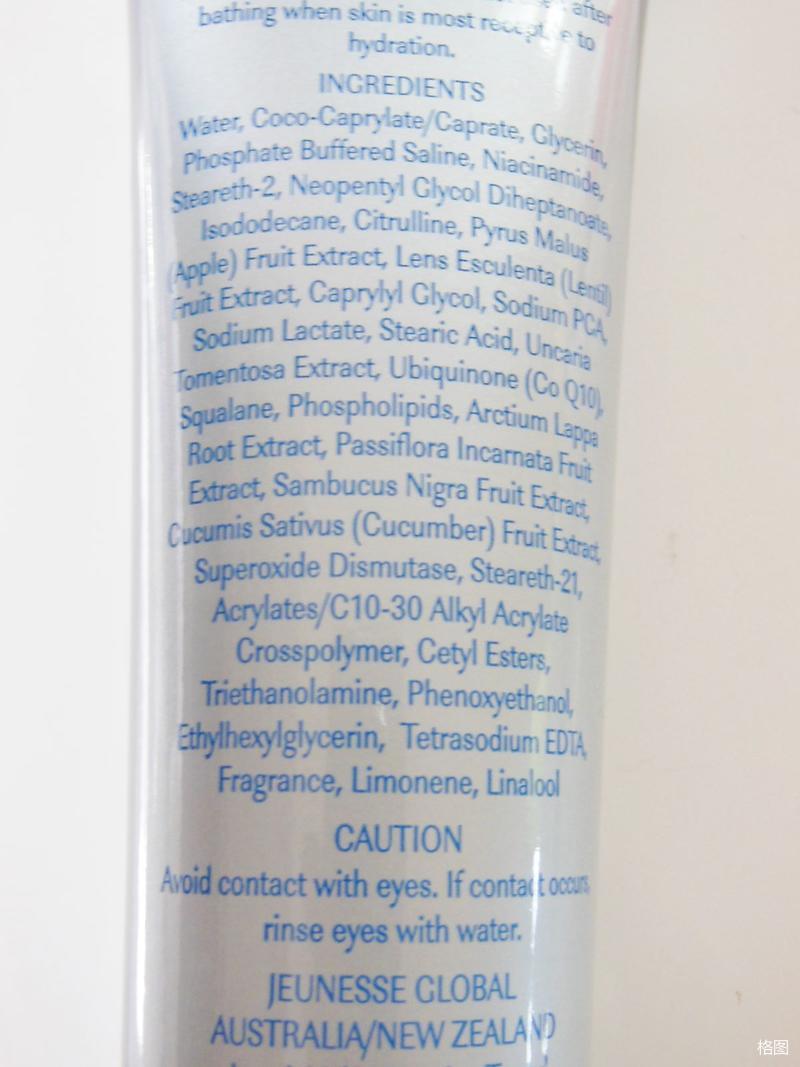 after
bathing when skin is most to
hydration.
INGREDIENTS
Water, Coco-Caprylate/Caprate, Glycerin,
Phosphate Buffered Saline, Niacinamide,
Steareth-2, Neopentyl Glycol Diheptanoate,
Isododecane, Citrulline, Pyrus Malus
(Apple) Fruit Extract, Lens Esculenta (Lentil)
Fruit Extract, Caprylyl Glycol, Sodium PCA,
Sodium Lactate, Stearic Acid, Uncaria
Tomentosa Extract, Ubiquinone (Co Q10),
Squalane, Phospholipids, Arctium Lappa
Root Extract, Passiflora Incarnata Fruit
Extract, Sambucus Nigra Fruit Extract,
Cucumis Sativus (Cucumber) Fruit Extract,
Superoxide Dismutase, Steareth-21,
Acrylates/C10-30 Alkyl Acrylate
Crosspolymer, Cetyl Esters,
Triethanolamine, Phenoxyethanol,
Ethylhexylglycerin, Tetrasodium EDTA,
Fragrance, Limonene, Linalool
CAUTION
Avoid contact with eyes. If contact occurs,
rinse eyes with water.
JEUNESSE GLOBAL
AUSTRALIA/NEW ZEALAND
格图